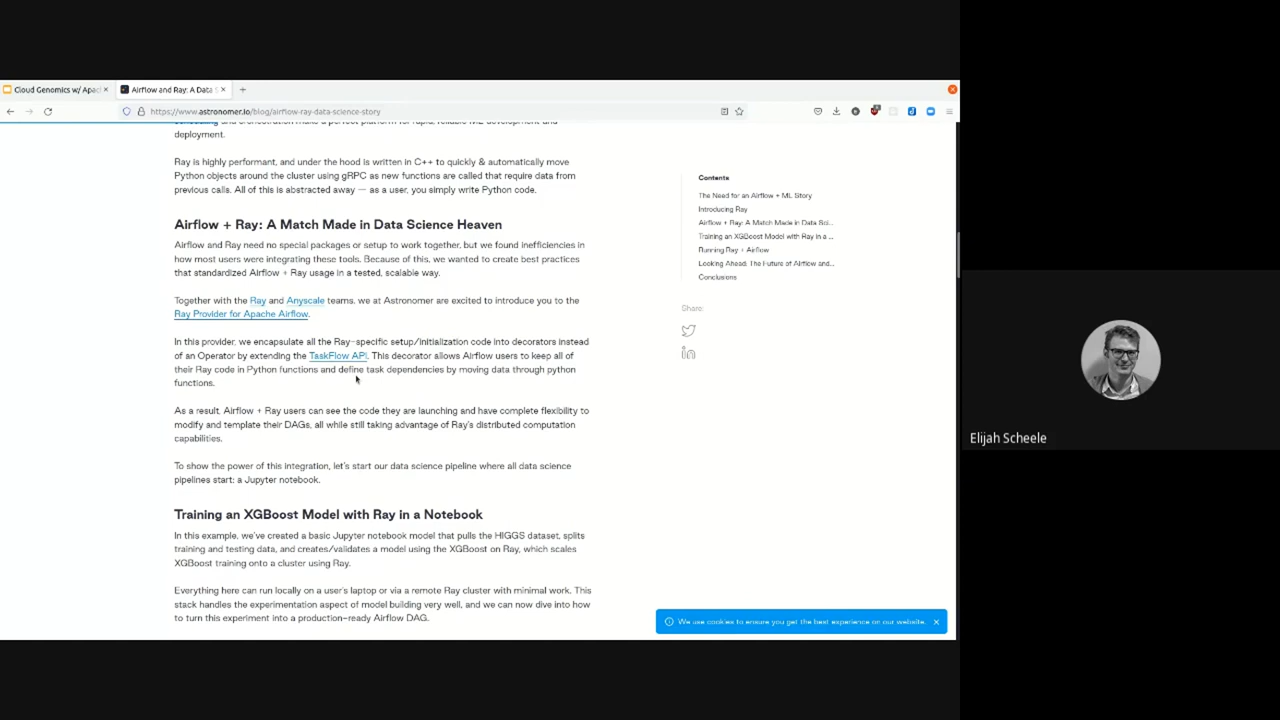 Cloud Genomics w/ Apac
Airflow and Ray: A Data S
https://www.astronomer.io/blog/airflow-ray-data-science-story
deployment.
Ray is highly performant, and under the hood is written in C++ to quickly & automatically move
Python objects around the cluster using gRPC as new functions are called that require data from
previous calls. All of this is abstracted away — as a user, you simply write Python code.
Airflow + Ray: A Match Made in Data Science Heaven
Airflow and Ray need no special packages or setup to work together, but we found inefficiencies in
how most users were integrating these tools. Because of this, we wanted to create best practices
that standardized Airflow + Ray usage in a tested, scalable way.
Together with the Ray and Anyscale teams, we at Astronomer are excited to introduce you to the
Ray Provider for Apache Airflow.
In this provider, we encapsulate all the Ray-specific setup/initialization code into decorators instead
of an Operator by extending the TaskFlow API. This decorator allows Airflow users to keep all of
their Ray code in Python functions and define task dependencies by moving data through python
functions.
As a result, Airflow + Ray users can see the code they are launching and have complete flexibility to
modify and template their DAGs, all while still taking advantage of Ray's distributed computation
capabilities.
To show the power of this integration, let's start our data science pipeline where all data science
pipelines start: a Jupyter notebook.
Training an XGBoost Model with Ray in a Notebook
In this example, we've created a basic Jupyter notebook model that pulls the HIGGS dataset, splits
training and testing data, and creates/validates a model using the XGBoost on Ray, which scales
XGBoost training onto a cluster using Ray.
Everything here can run locally on a user's laptop or via a remote Ray cluster with minimal work. This
stack handles the experimentation aspect of model building very well, and we can now dive into how
to turn this experiment into a production-ready Airflow DAG.
Contents
The Need for an Airflow + ML Story
Introducing Ray
Airflow + Ray: A Match Made in Data Sci...
Training an XGBoost Model with Ray in a ...
Running Ray + Airflow
Looking Ahead: The Future of Airflow and...
Conclusions
Share:
We use cookies to ensure you get the best experience on our website.
Elijah Scheele